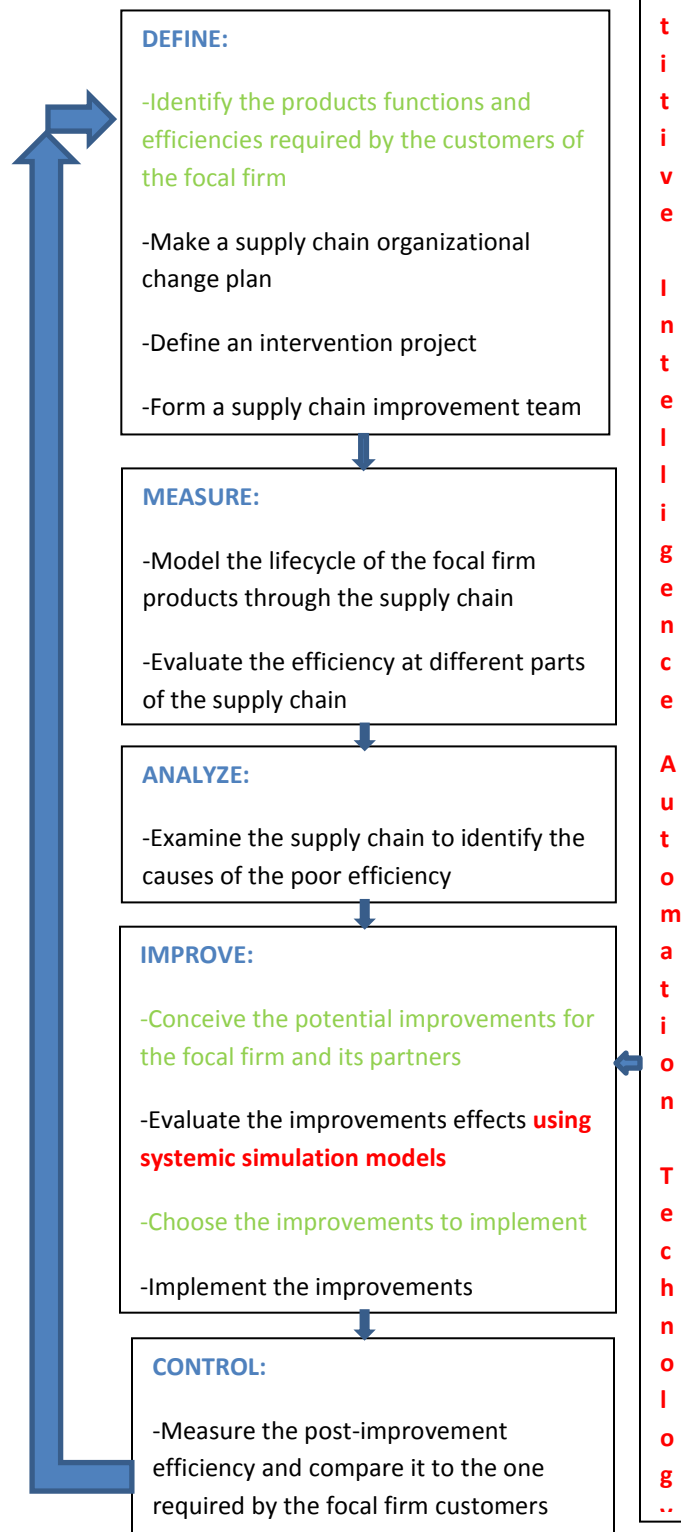 DEFINE:
-Identify the products functions and
efficiencies required by the customers of
the focal firm
-Make a supply chain organizational
change plan
-Define an intervention project
-Form a supply chain improvement team
MEASURE:
-Model the lifecycle of the focal firm
products through the supply chain
-Evaluate the efficiency at different parts
of the supply chain
ANALYZE:
-Examine the supply chain to identify the
causes of the poor efficiency
IMPROVE:
-Conceive the potential improvements for
the focal firm and its partners
-Evaluate the improvements effects using
systemic simulation models
-Choose the improvements to implement
-Implement the improvements
CONTROL:
-Measure the post-improvement
efficiency and compare it to the one
required by the focal firm customers
titive Intelligence Automation Technolog